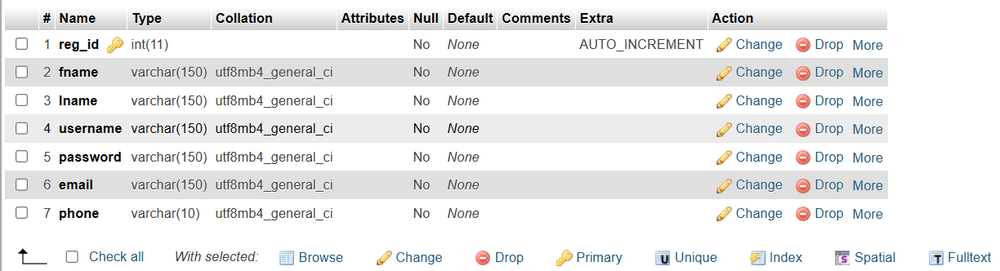 # Name Type Collation Attributes Null Default Comments Extra Action
1 reg_id int(11) No None AUTO_INCREMENT Change Drop More
2 fname varchar(150) utf8mb4_general_ci No None Change Drop More
3 lname varchar(150) utf8mb4_general_ci No None Change Drop More
4 username varchar(150) utf8mb4_general_ci No None Change Drop More
5 password varchar(150) utf8mb4_general_ci No None Change Drop More
6 email varchar(150) utf8mb4_general_ci No None Change Drop More
7 phone varchar(10) utf8mb4_general_ci No None Change Drop More
Check all With selected: Browse Change Drop Primary U Unique Index S Spatial T Fulltext